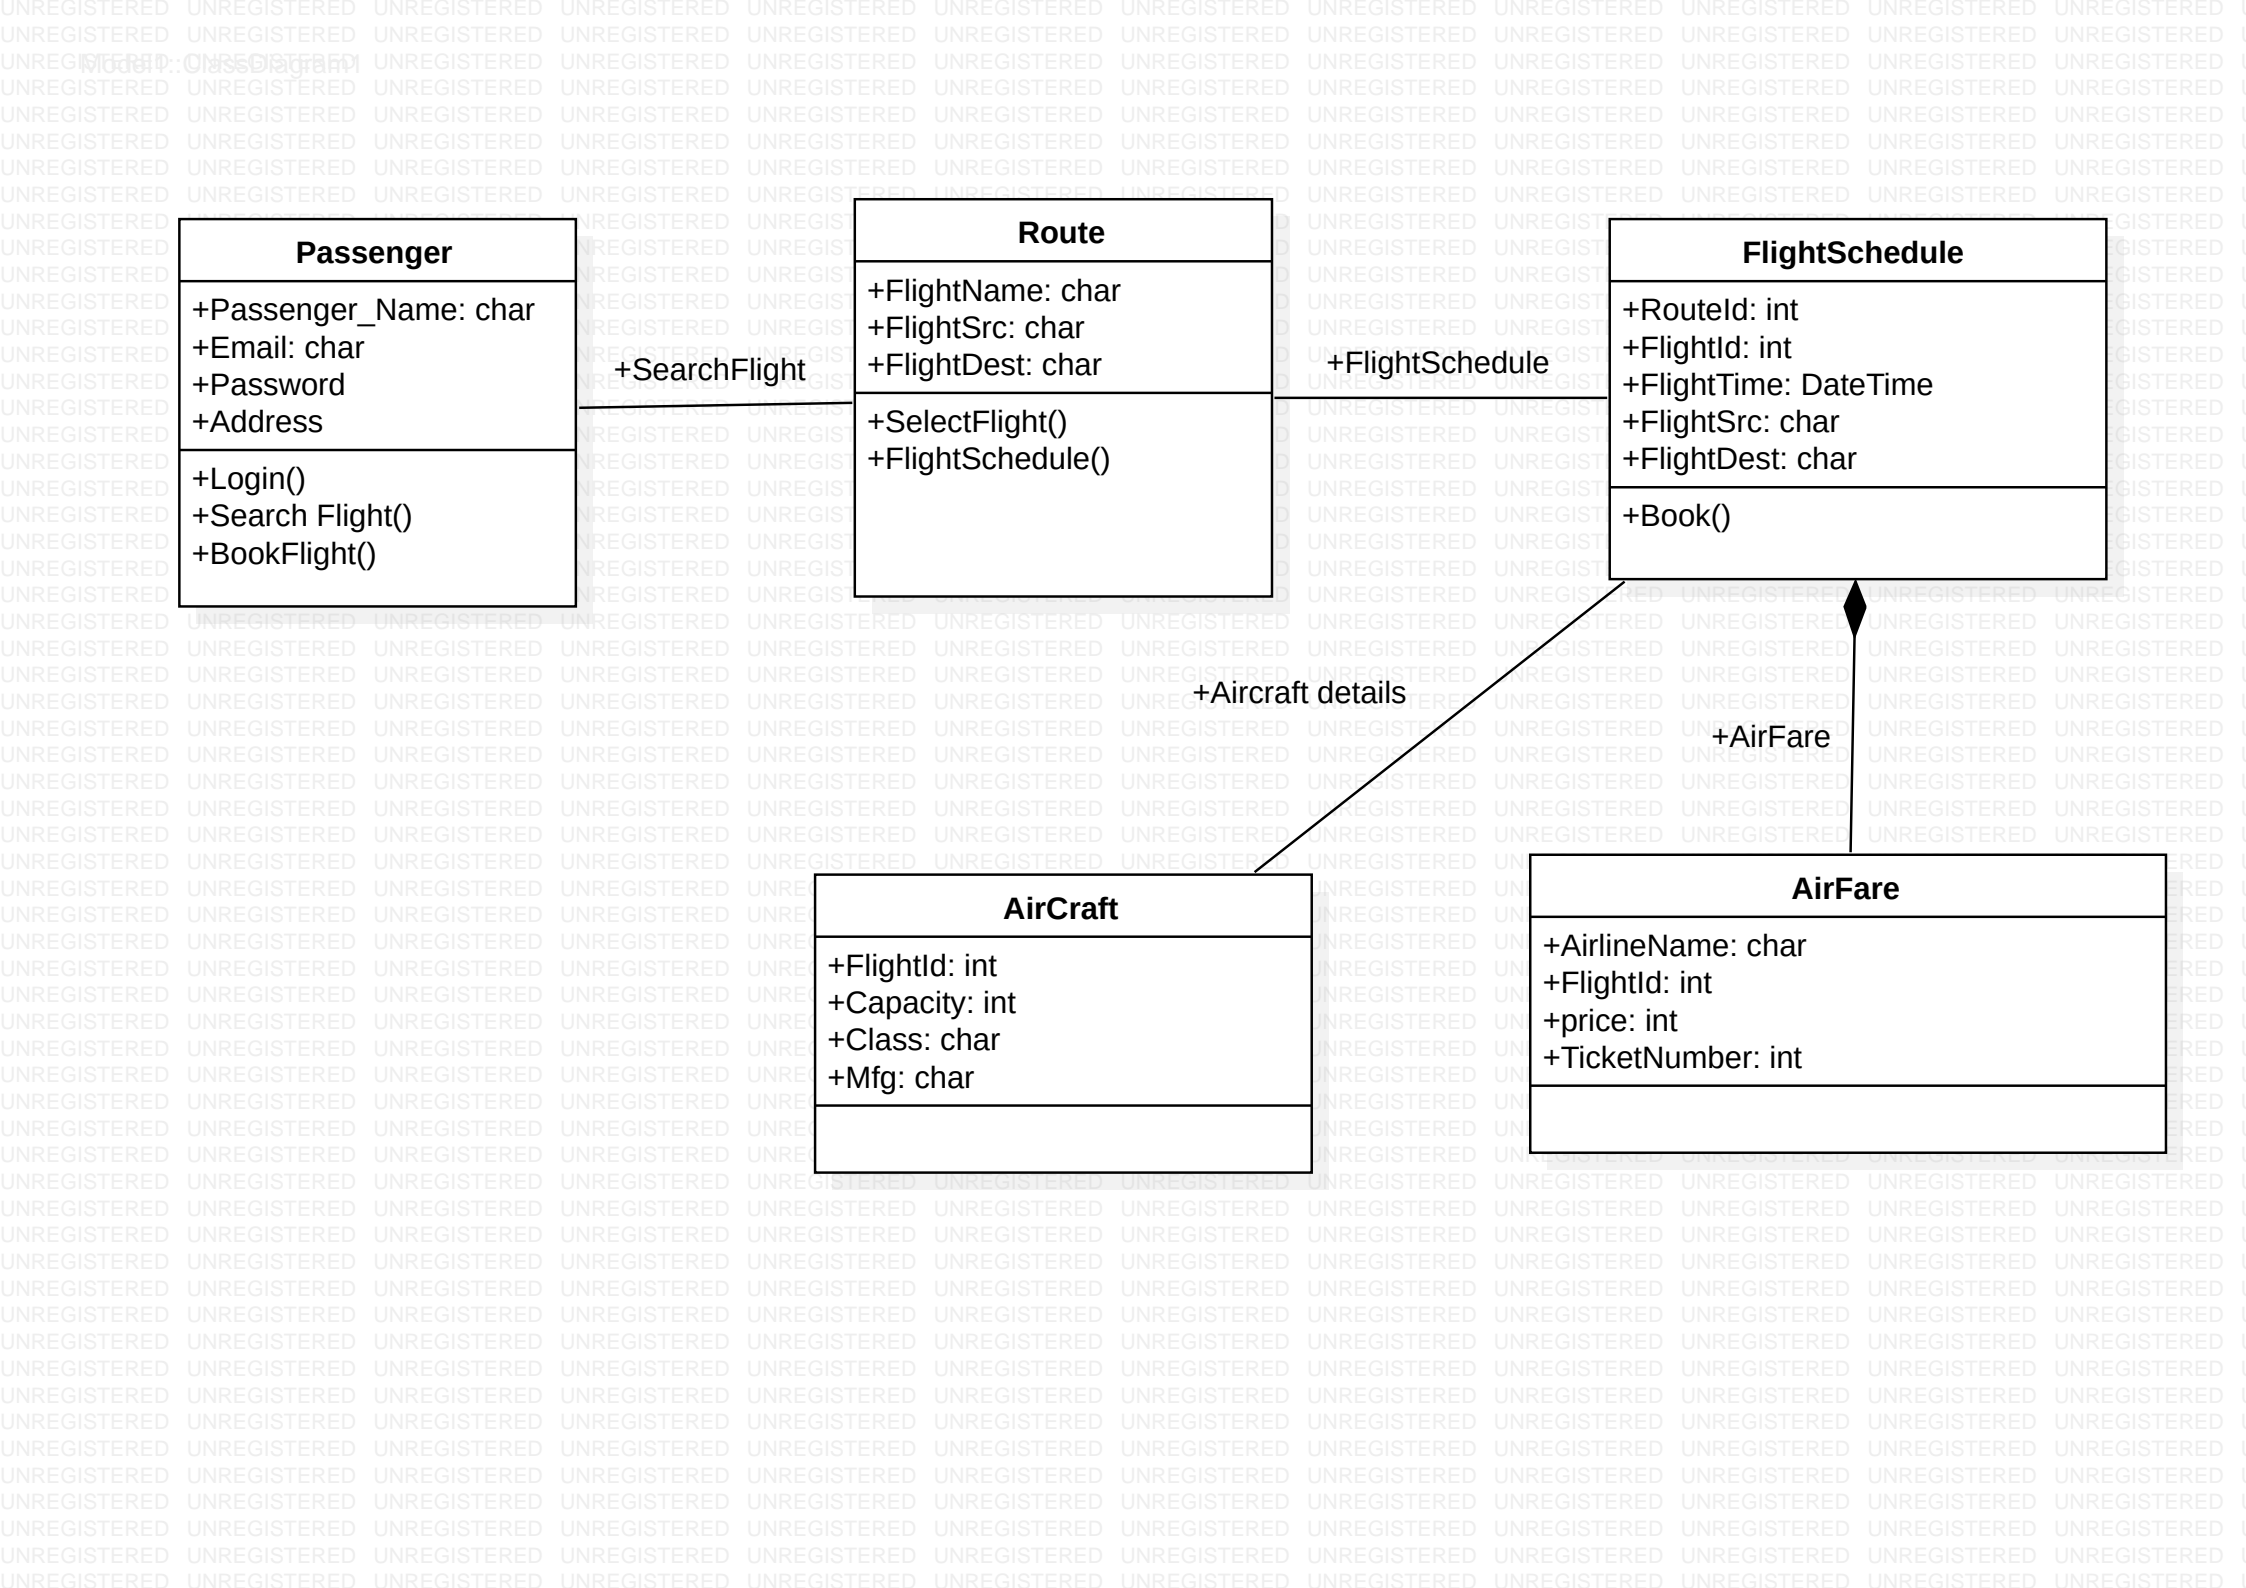 Model1::ClassDiagram1
Passenger
+Passenger_Name: char
+Email: char
+Password
+Address
+Login()
+Search Flight()
+BookFlight()
+SearchFlight
Route
+FlightName: char
+FlightSrc: char
+FlightDest: char
+SelectFlight()
+FlightSchedule()
+FlightSchedule
FlightSchedule
+RouteId: int
+FlightId: int
+FlightTime: DateTime
+FlightSrc: char
+FlightDest: char
+Book()
+Aircraft details
+AirFare
AirCraft
+FlightId: int
+Capacity: int
+Class: char
+Mfg: char
AirFare
+AirlineName: char
+FlightId: int
+price: int
+TicketNumber: int
UNREGISTERED